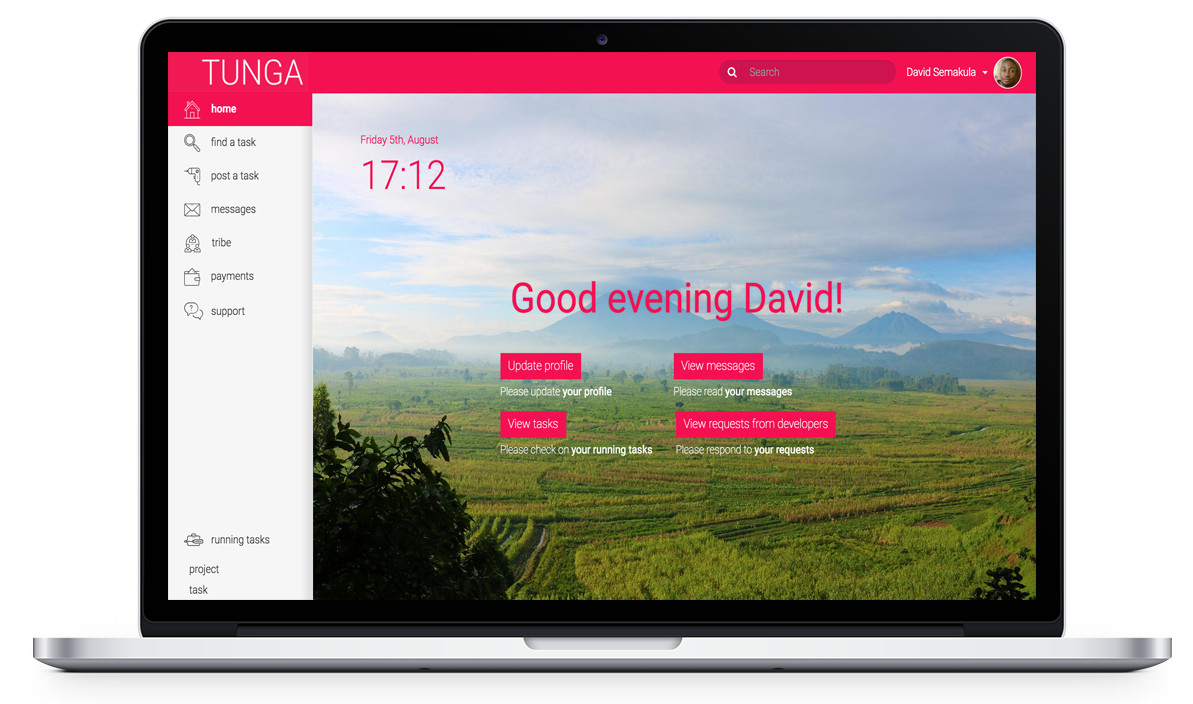 TUNGA
Search
David Semakula
home
find a task
post a task
messages
tribe
payments
support
running tasks
project
task
Friday 5th, August
17:12
Good evening David!
Update profile
Please update your profile
View messages
Please read your messages
View tasks
Please check on your running tasks
View requests from developers
Please respond to your requests